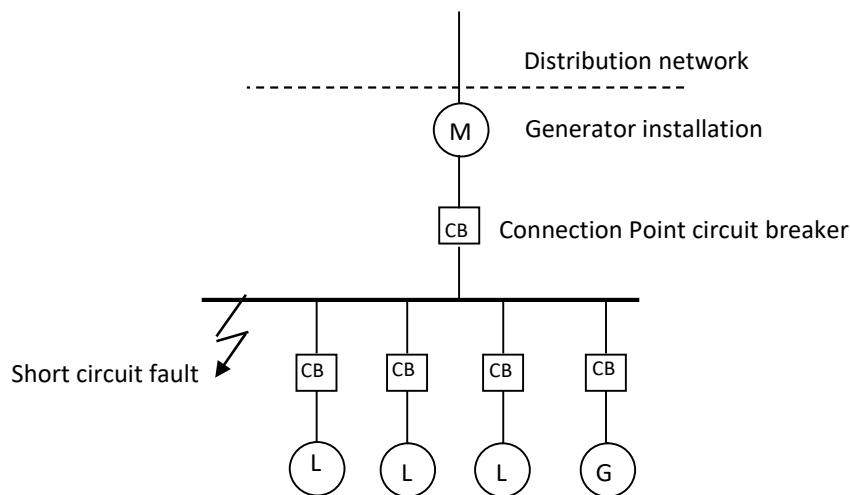 Distribution network
Generator installation
M
CB
Connection Point circuit breaker
Short circuit fault
CB
CB
CB
CB
L
L
L
G